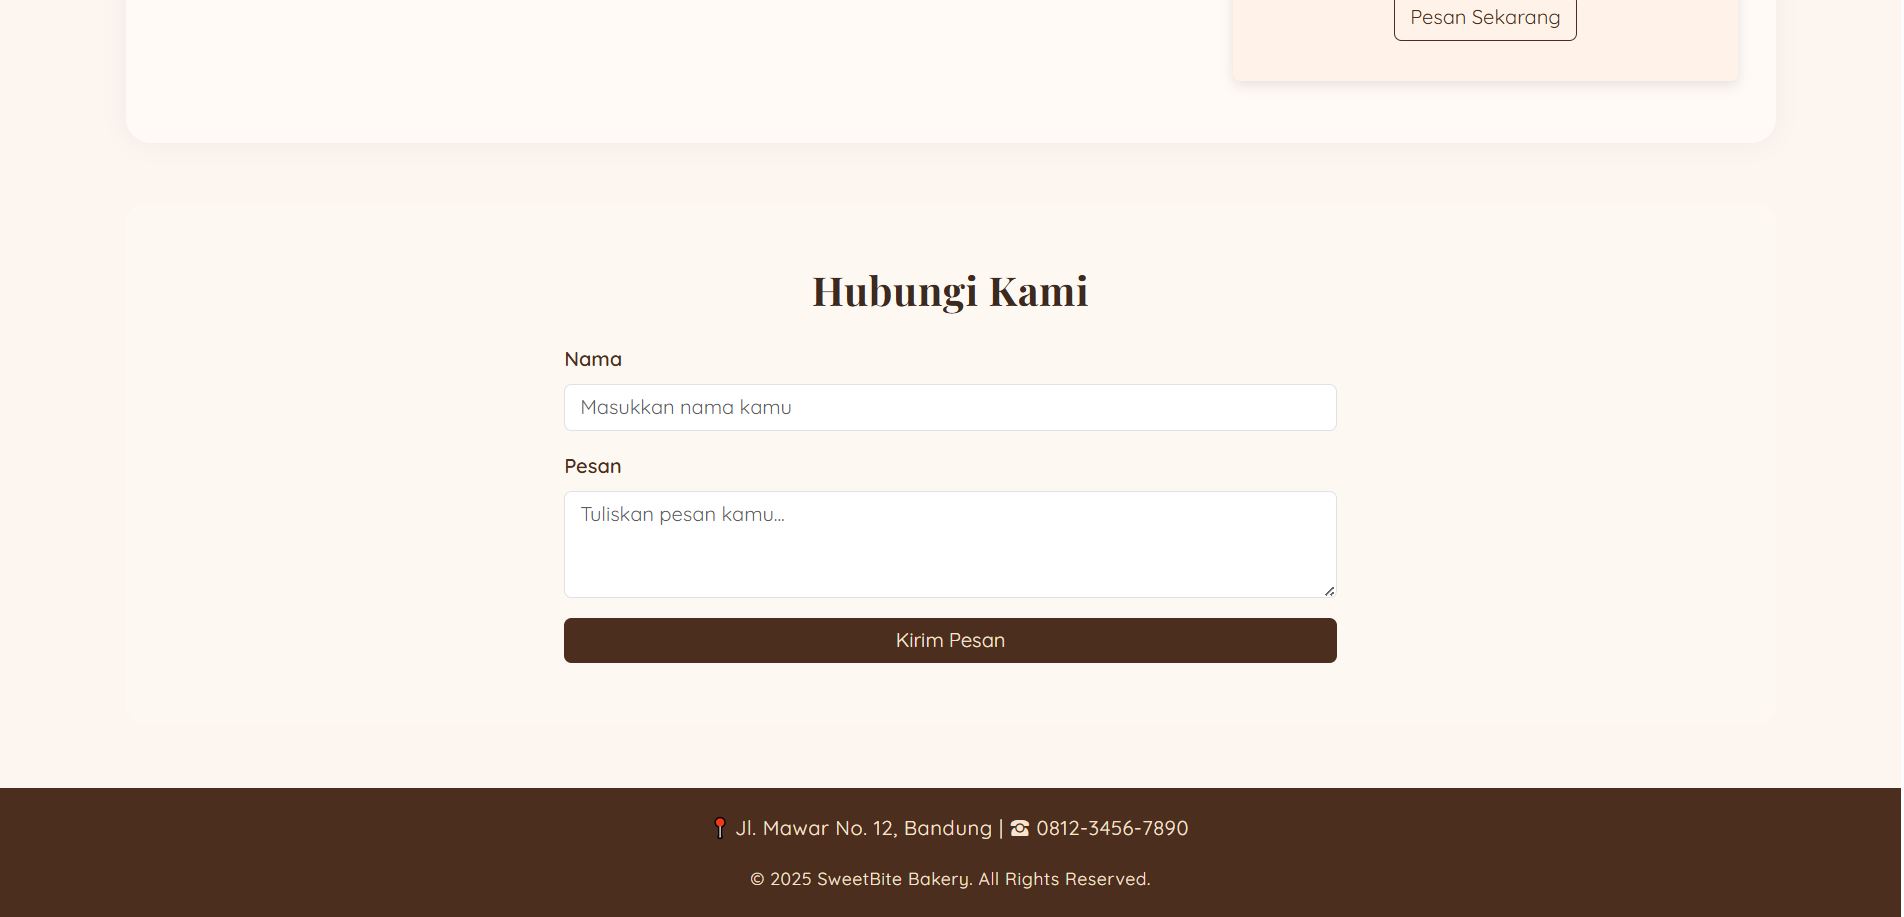 Pesan Sekarang
Hubungi Kami
Nama
Masukkan nama kamu
Pesan
Tuliskan pesan kamu...
Kirim Pesan
📍 Jl. Mawar No. 12, Bandung | ☎ 0812-3456-7890
© 2025 SweetBite Bakery. All Rights Reserved.